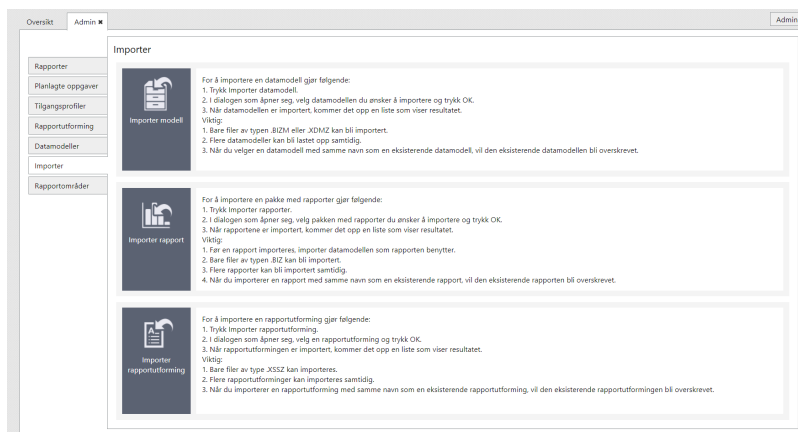 Oversikt
Admin ✖
Admin
Importer
Rapporter
Planlagte oppgaver
Tilgangsprofiler
Rapportutforming
Datamodeller
Importer
Rapportområder
Importer modell
For å importere en datamodell gjør følgende:
1. Trykk Importer datamodell.
2. I dialogen som åpner seg, velg datamodellen du ønsker å importere og trykk OK.
3. Når datamodellen er importert, kommer det opp en liste som viser resultatet.
Viktig:
1. Bare filer av typen .BIZM eller .XDMZ kan bli importert.
2. Flere datamodeller kan bli lastet opp samtidig.
3. Når du velger en datamodell med samme navn som en eksisterende datamodell, vil den eksisterende datamodellen bli overskrevet.
Importer rapport
For å importere en pakke med rapporter gjør følgende:
1. Trykk Importer rapporter.
2. I dialogen som åpner seg, velg pakken med rapporter du ønsker å importere og trykk OK.
3. Når rapportene er importert, kommer det opp en liste som viser resultatet.
Viktig:
1. Før en rapport importeres, importer datamodellen som rapporten benytter.
2. Bare filer av typen .BIZ kan bli importert.
3. Flere rapporter kan bli importert samtidig.
4. Når du importerer en rapport med samme navn som en eksisterende rapport, vil den eksisterende rapporten bli overskrevet.
Importer
rapportutforming
For å importere en rapportutforming gjør følgende:
1. Trykk Importer rapportutforming.
2. I dialogen som åpner seg, velg en rapportutforming og trykk OK.
3. Når rapportformingen er importert, kommer det opp en liste som viser resultatet.
Viktig:
1. Bare filer av type .XSSZ kan importeres.
2. Flere rapportutforminger kan importeres samtidig.
3. Når du importerer en rapportutforming med samme navn som en eksisterende rapportutforming, vil den eksisterende rapportutformingen bli overskrevet.